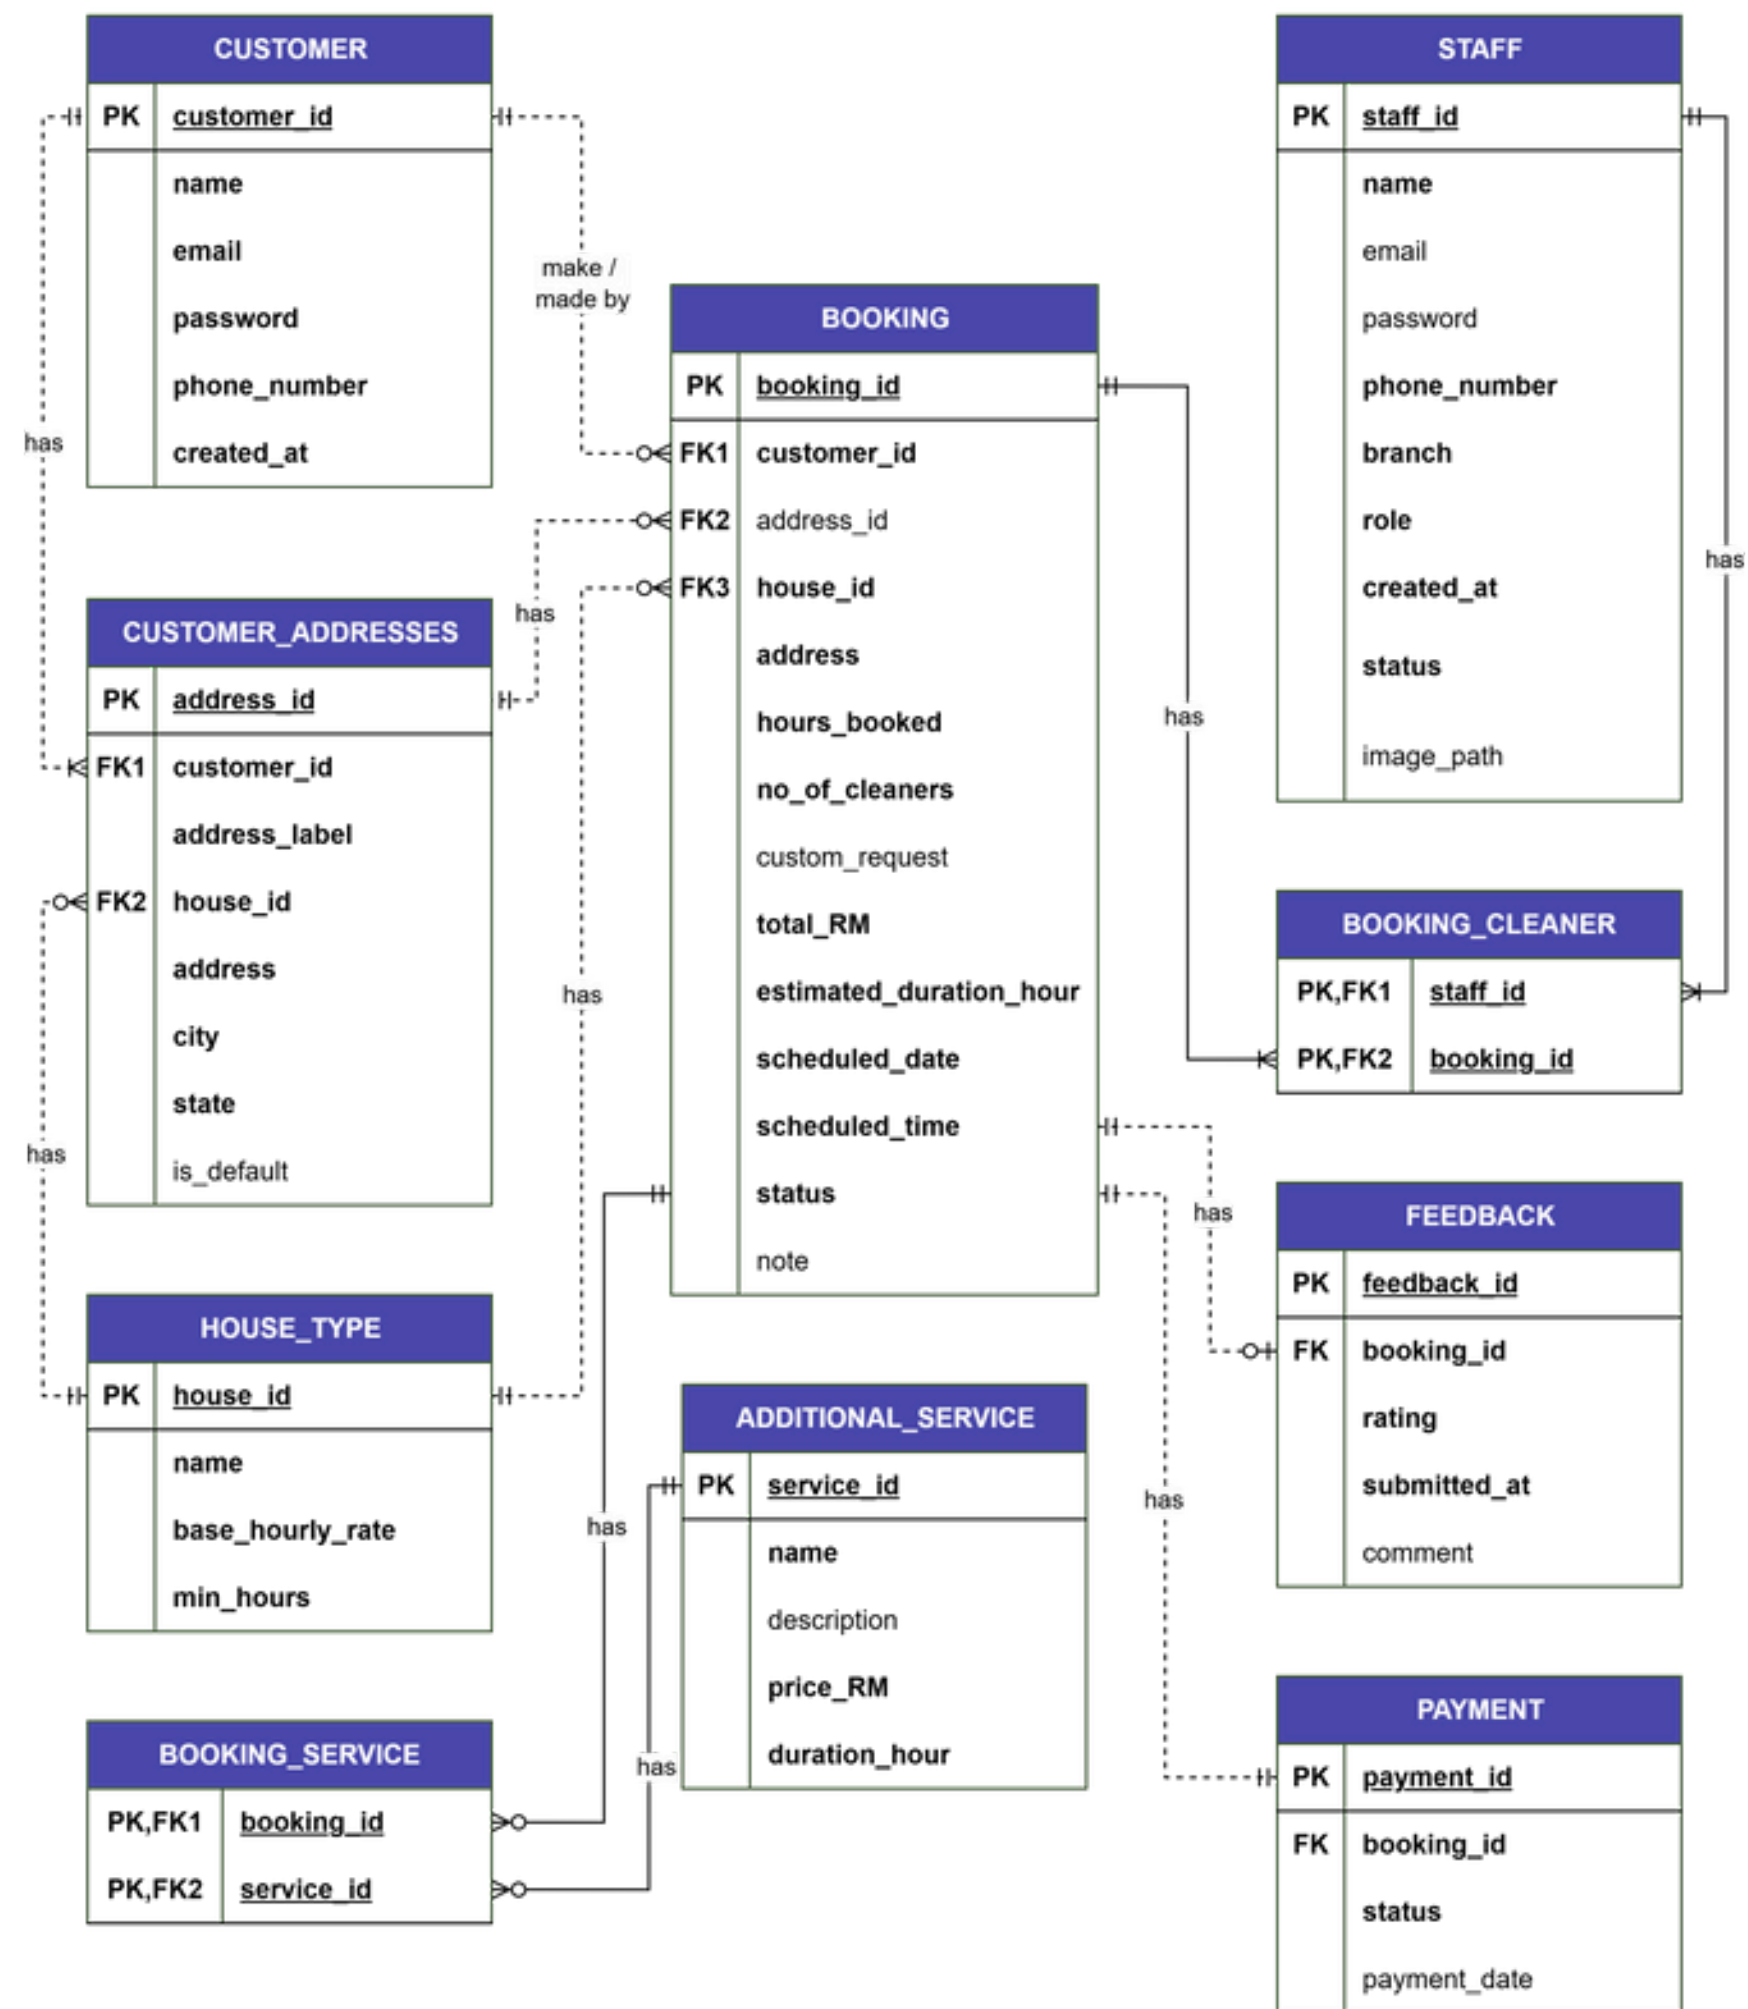 CUSTOMER
PK customer_id
name
email
password
phone_number
created_at
has
make /
made by
CUSTOMER_ADDRESSES
PK address_id
FK1 customer_id
address_label
FK2 house_id
address
city
state
is_default
has
has
HOUSE_TYPE
PK house_id
name
base_hourly_rate
min_hours
has
BOOKING_SERVICE
PK,FK1 booking_id
PK,FK2 service_id
BOOKING
PK booking_id
FK1 customer_id
FK2 address_id
FK3 house_id
address
hours_booked
no_of_cleaners
custom_request
total_RM
estimated_duration_hour
scheduled_date
scheduled_time
status
note
has
has
ADDITIONAL_SERVICE
PK service_id
name
description
price_RM
duration_hour
STAFF
PK staff_id
name
email
password
phone_number
branch
role
created_at
status
image_path
has
has
BOOKING_CLEANER
PK,FK1 staff_id
PK,FK2 booking_id
has
FEEDBACK
PK feedback_id
FK booking_id
rating
submitted_at
comment
has
PAYMENT
PK payment_id
FK booking_id
status
payment_date